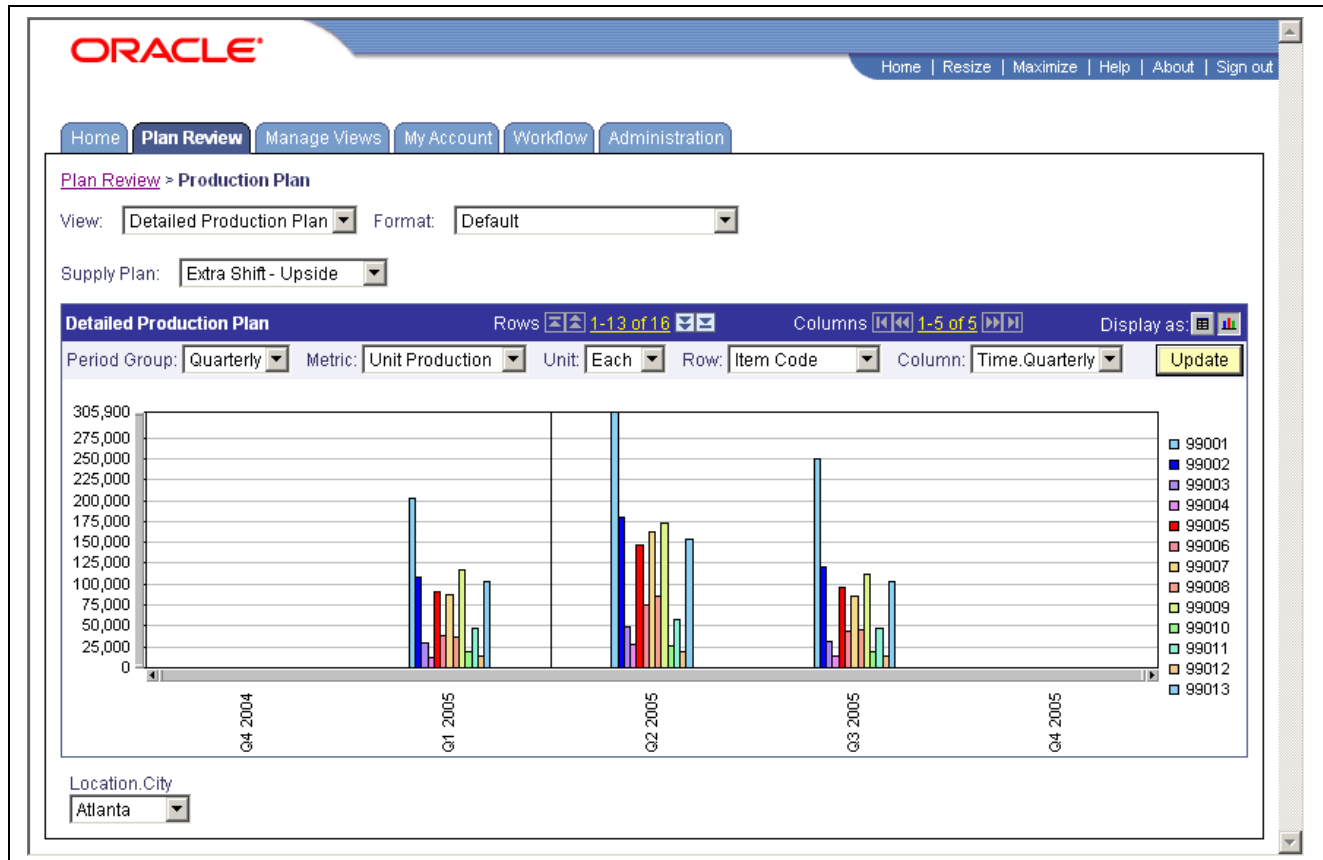 ORACLE
Home | Resize | Maximize | Help | About | Sign out
Home Plan Review Manage Views My Account Workflow Administration
Plan Review > Production Plan
View: Detailed Production Plan Format: Default
Supply Plan: Extra Shift - Upside
Detailed Production Plan Rows 1-13 of 16 Columns 1-5 of 5 Display as:
Period Group: Quarterly Metric: Unit Production Unit: Each Row: Item Code Column: Time.Quarterly Update
305,900
275,000
250,000
225,000
200,000
175,000
150,000
125,000
100,000
75,000
50,000
25,000
0
Q4 2004
Q1 2005
Q2 2005
Q3 2005
Q4 2005
99001
99002
99003
99004
99005
99006
99007
99008
99009
99010
99011
99012
99013
Location.City
Atlanta